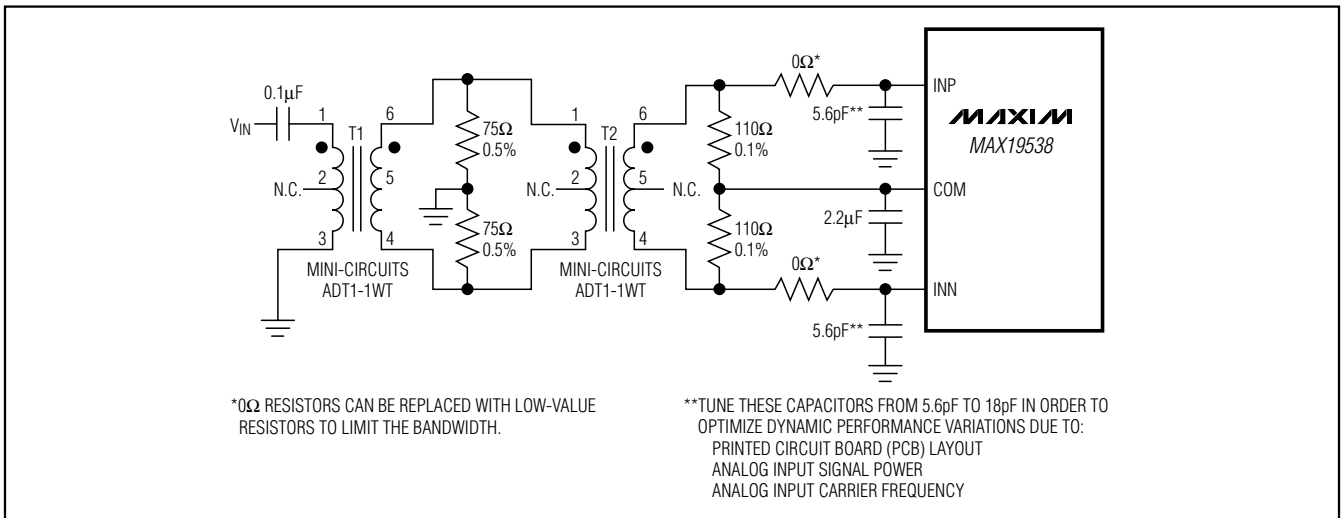 0Ω*
0.1μF
VIN
1
6
T1
2
5
N.C.
3
4
MINI-CIRCUITS
ADT1-1WT
75Ω
0.5%
75Ω
0.5%
1
6
T2
N.C.
2
5
N.C.
3
4
MINI-CIRCUITS
ADT1-1WT
110Ω
0.1%
110Ω
0.1%
0Ω*
5.6pF**
2.2μF
5.6pF**
INP
MAXIM
MAX19538
COM
INN
*0Ω RESISTORS CAN BE REPLACED WITH LOW-VALUE
RESISTORS TO LIMIT THE BANDWIDTH.
**TUNE THESE CAPACITORS FROM 5.6pF TO 18pF IN ORDER TO
OPTIMIZE DYNAMIC PERFORMANCE VARIATIONS DUE TO:
PRINTED CIRCUIT BOARD (PCB) LAYOUT
ANALOG INPUT SIGNAL POWER
ANALOG INPUT CARRIER FREQUENCY